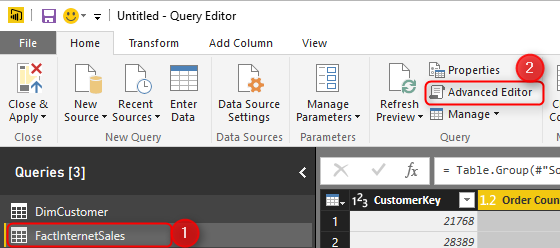 Untitled - Query Editor
File Home Transform Add Column View
Close & Apply New Source Recent Sources Enter Data Data Source Settings Manage Parameters Refresh Preview Properties 2
Advanced Editor
Manage
Close New Query Data Sources Parameters Query
Queries [3]
= Table.Group(#"So
DimCustomer
1 2 3 CustomerKey 1.2 Order Coun
FactInternetSales 1
1 21768
2 28389